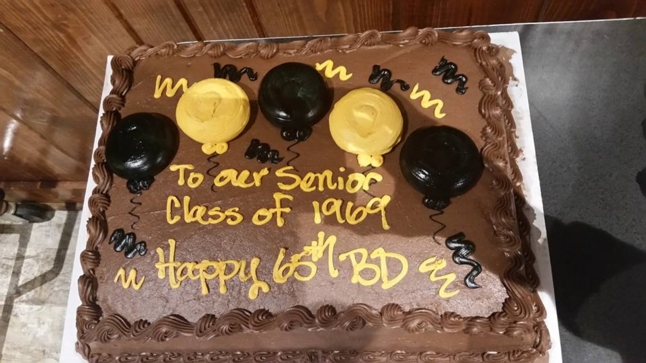 To our Senior
Class of 1969
Happy 65th BD